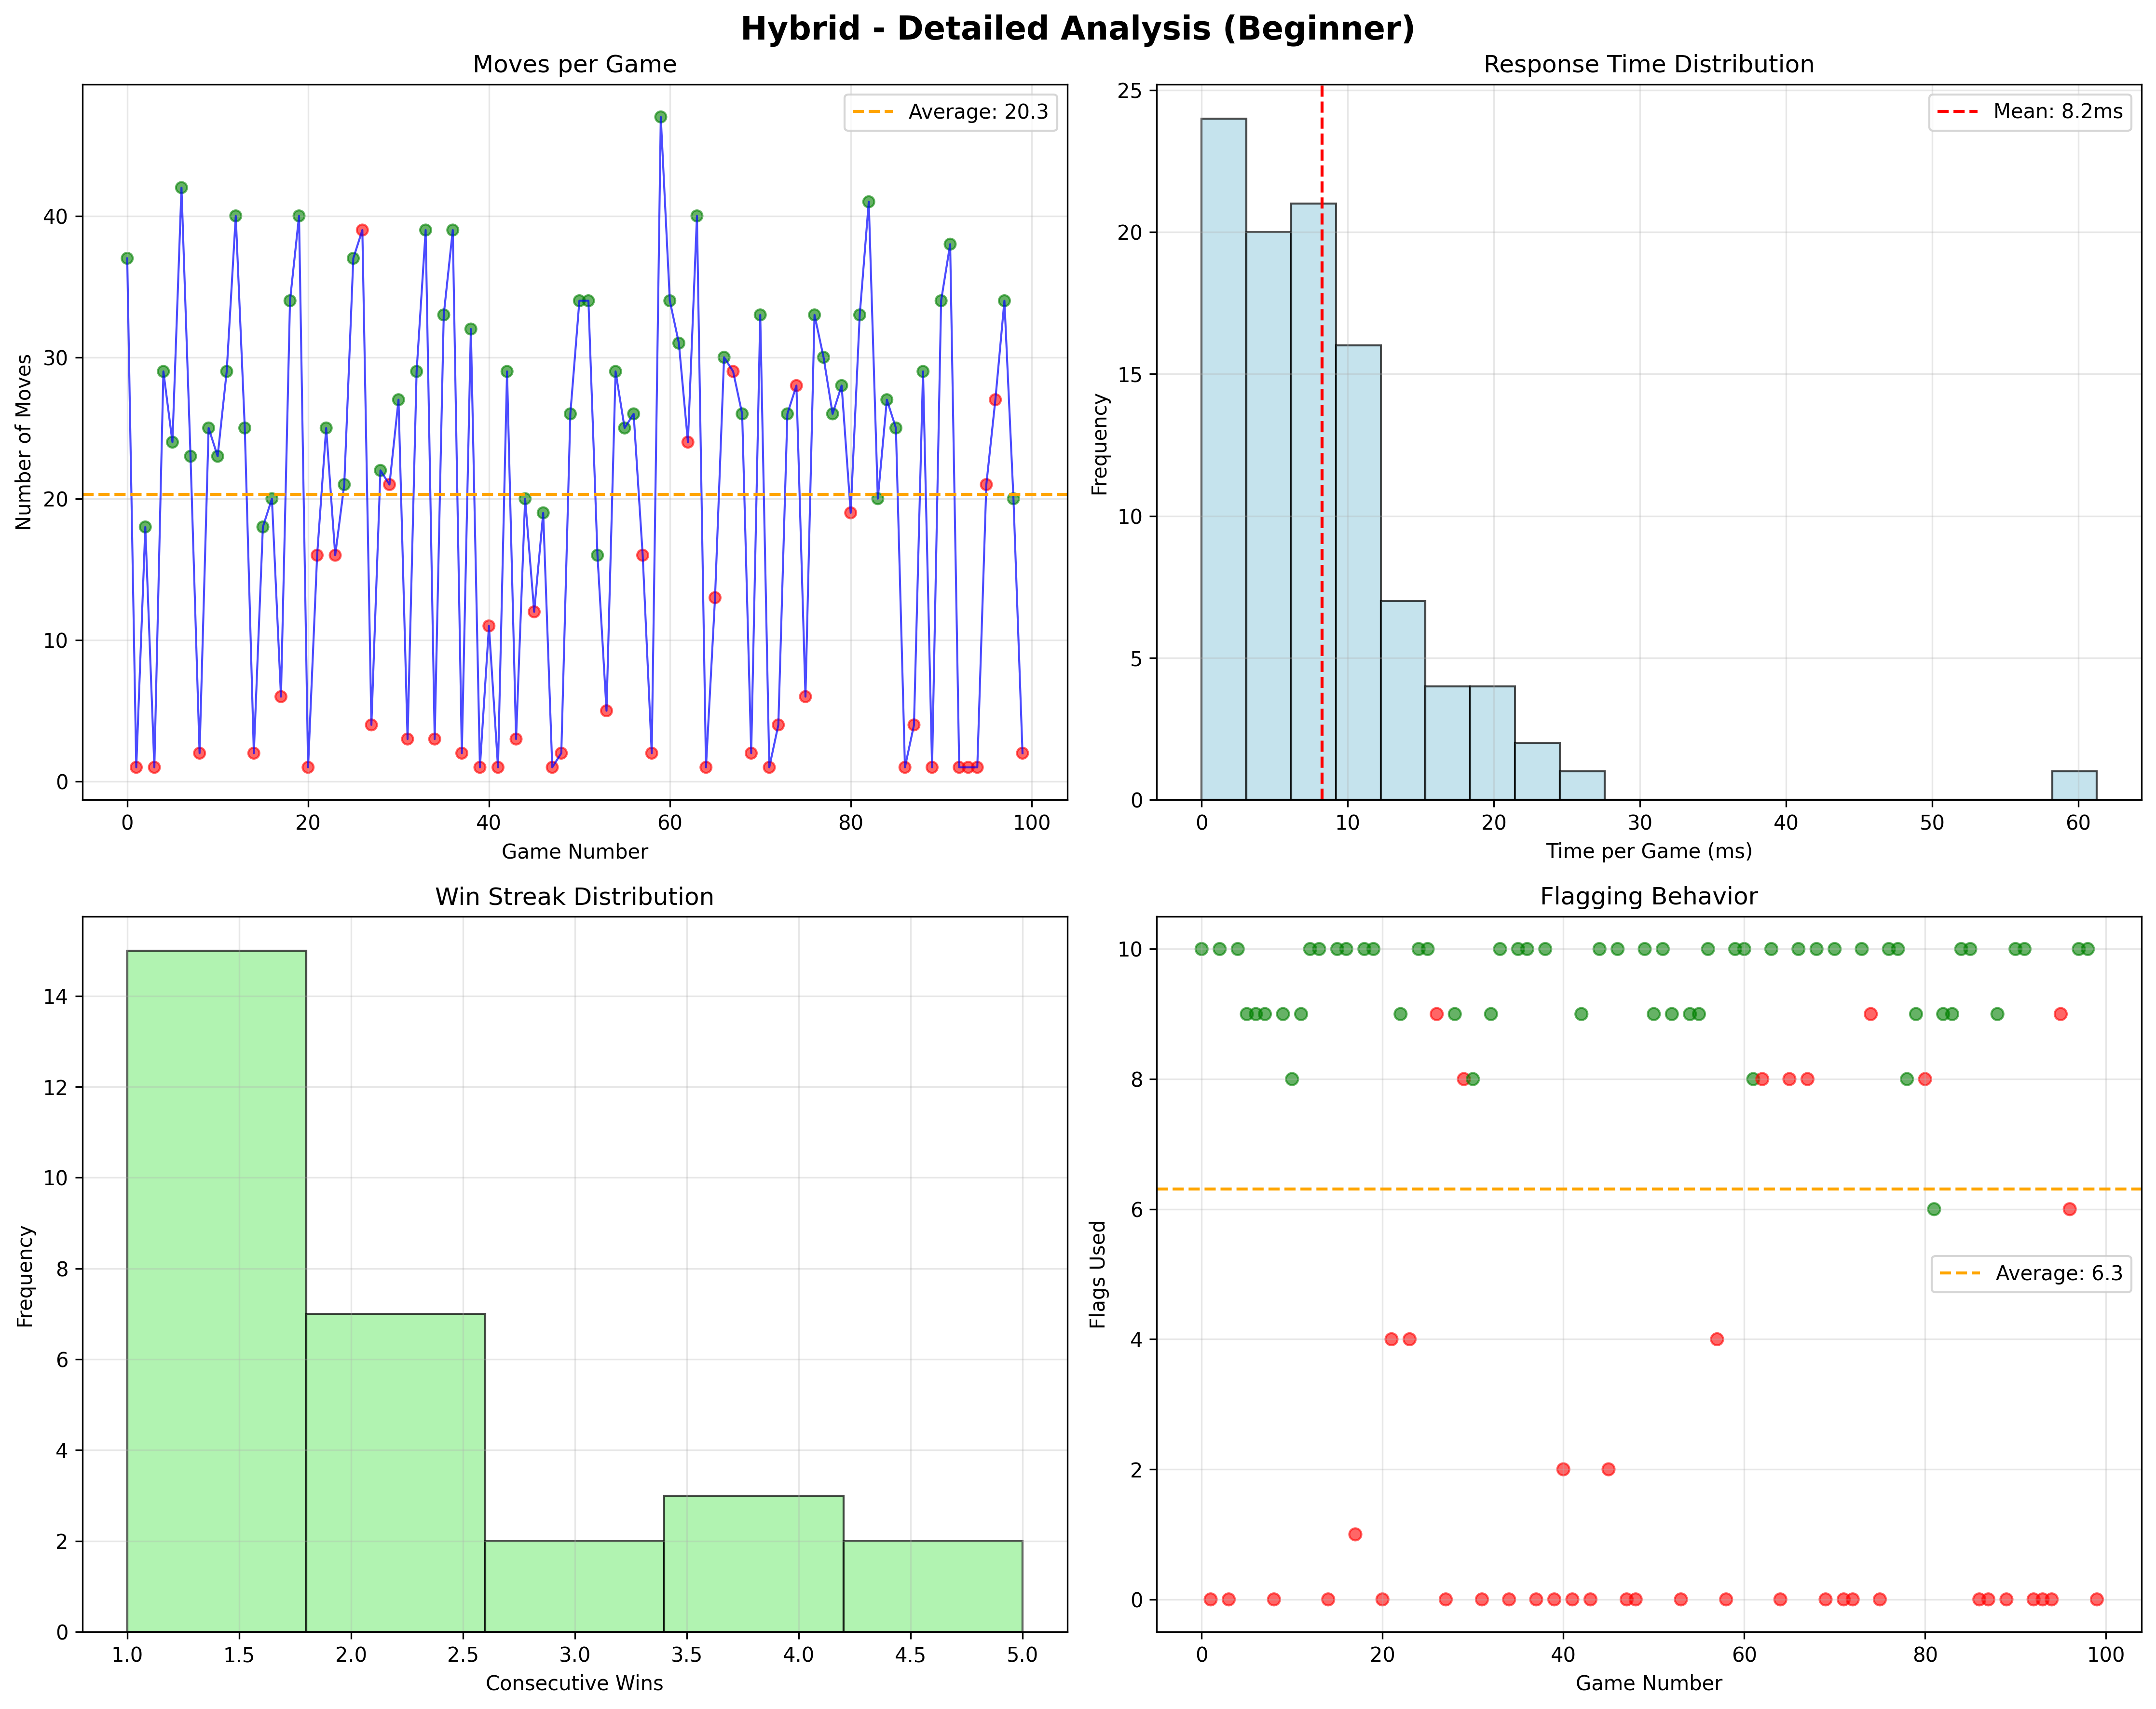 Hybrid - Detailed Analysis (Beginner)
Moves per Game
Number of Moves
40
30
20
10
0
Average: 20.3
0 20 40 60 80 100
Game Number
Response Time Distribution
Frequency
25
20
15
10
5
0
Mean: 8.2ms
0 10 20 30 40 50 60
Time per Game (ms)
Win Streak Distribution
Frequency
14
12
10
8
6
4
2
0
1.0 1.5 2.0 2.5 3.0 3.5 4.0 4.5 5.0
Consecutive Wins
Flagging Behavior
Flags Used
10
8
6
4
2
0
Average: 6.3
0 20 40 60 80 100
Game Number